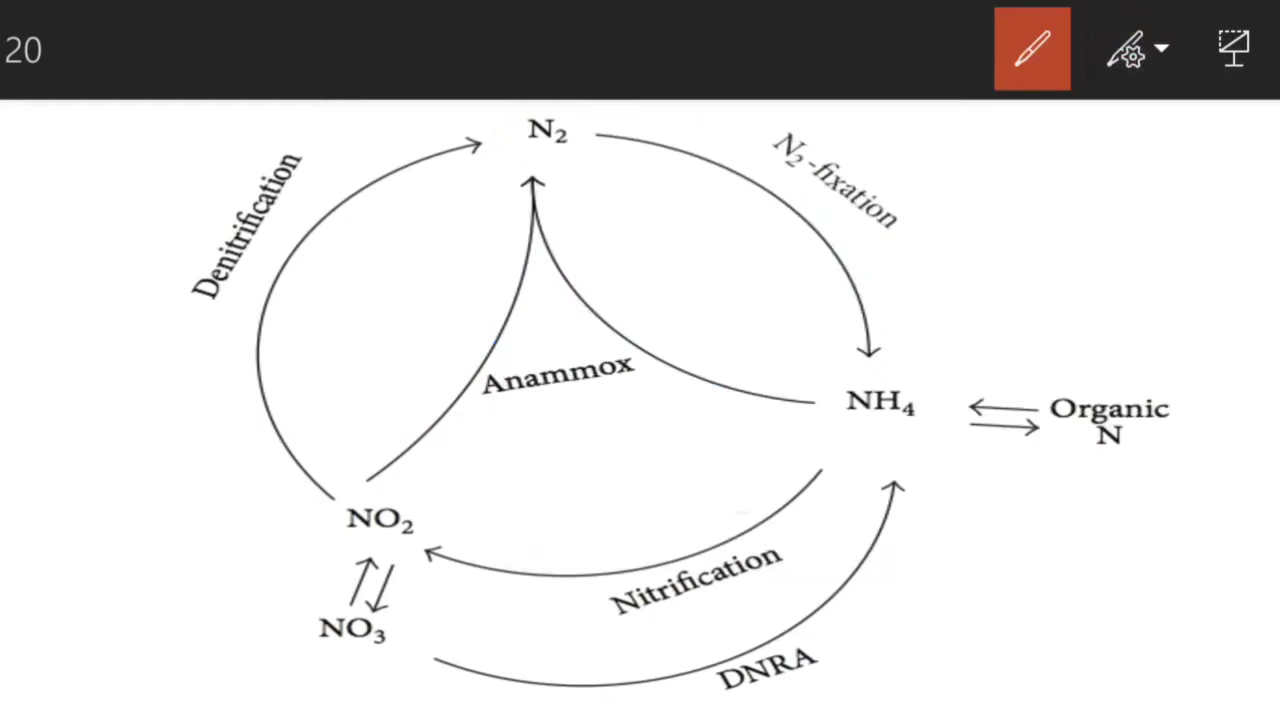 20
N₂
Denitrification
N₂-fixation
Anammox
NH₄
Organic
N
NO₂
Nitrification
NO₃
DNRA